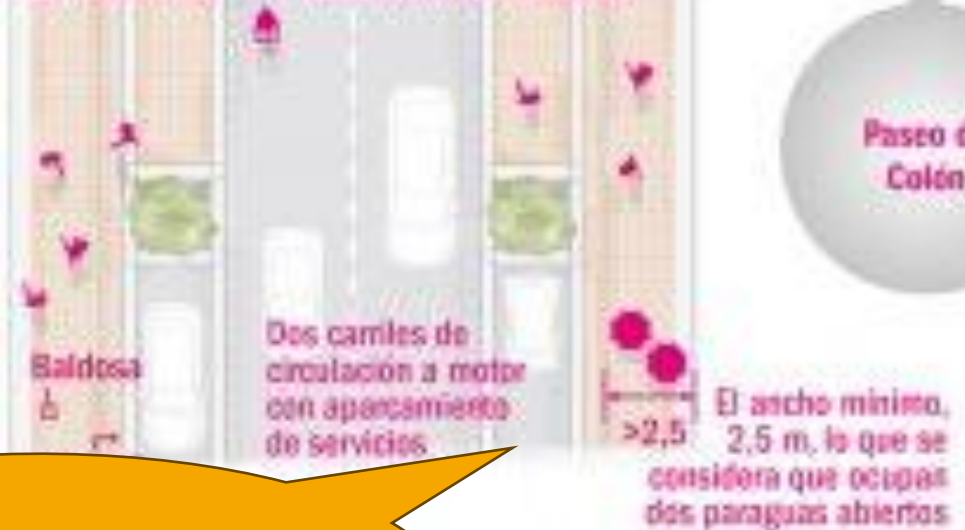 Paseo d
Colón
Baldosa
Dos carriles de
circulación a motor
con aparcamiento
de servicios
>2,5
El ancho mínimo,
2,5 m, lo que se
considera que ocupan
dos paraguas abiertos